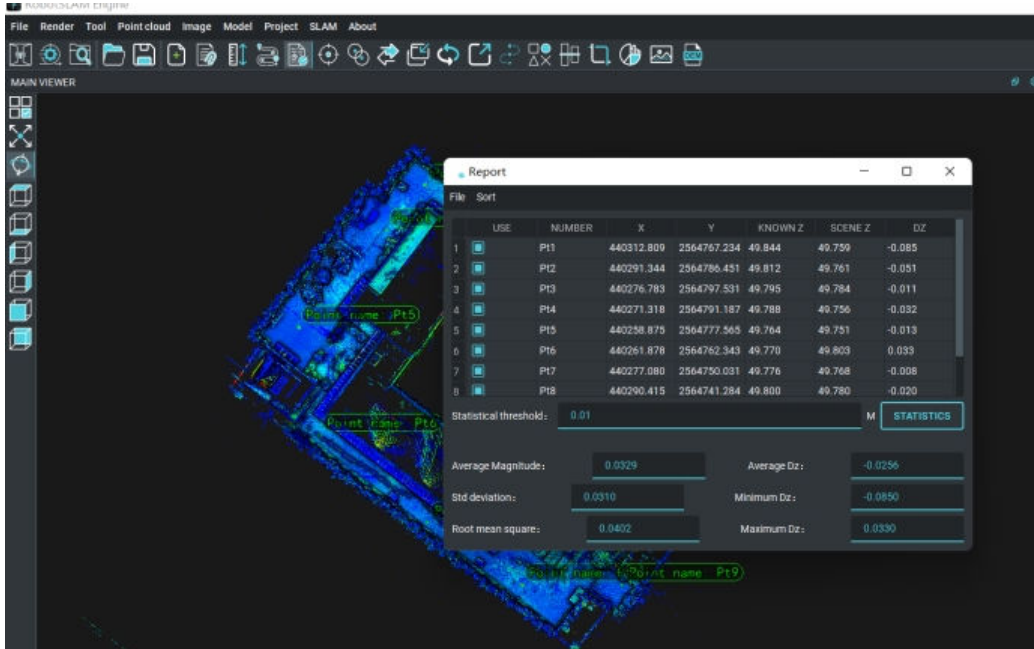 RobotSLAM Engine
File Render Tool Pointcloud Image Model Project SLAM About
MAIN VIEWER
Report
File Sort
USE NUMBER X Y KNOWN Z SCENE Z DZ
1 Pt1 440312.809 2564767.234 49.844 49.759 -0.085
2 Pt2 440291.344 2564786.451 49.812 49.761 -0.051
3 Pt3 440276.783 2564797.531 49.795 49.784 -0.011
4 Pt4 440271.318 2564791.187 49.788 49.756 -0.032
5 Pt5 440258.875 2564777.565 49.764 49.751 -0.013
6 Pt6 440261.878 2564762.343 49.770 49.803 0.033
7 Pt7 440277.080 2564750.031 49.776 49.768 -0.008
8 Pt8 440290.415 2564741.284 49.800 49.780 -0.020
Statistical threshold: 0.01 M STATISTICS
Average Magnitude: 0.0329 Average Dz: -0.0256
Std deviation: 0.0310 Minimum Dz: -0.0850
Root mean square: 0.0402 Maximum Dz: 0.0330
Point name Pt5
Point name Pt6
Point name Pt9